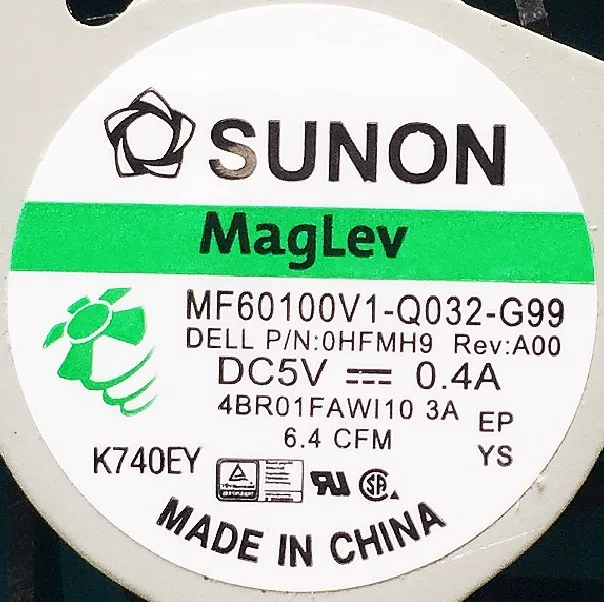 SUNON
MagLev
MF60100V1-Q032-G99
DELL P/N:0HFMH9 Rev:A00
DC5V ⎓ 0.4A
4BR01FAWI10 3A EP
6.4 CFM YS
K740EY
MADE IN CHINA